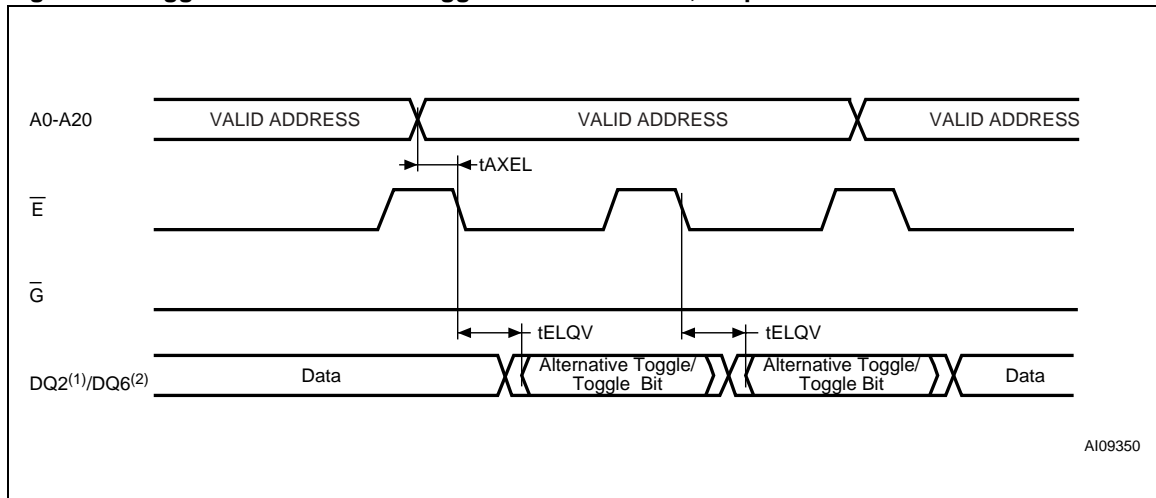 A0-A20
VALID ADDRESS VALID ADDRESS VALID ADDRESS
tAXEL
E
G
tELQV tELQV
DQ2(1)/DQ6(2)
Data Alternative Toggle/ Toggle Bit Alternative Toggle/ Toggle Bit Data
AI09350